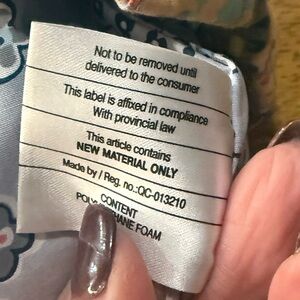 Not to be removed until
delivered to the consumer
This label is affixed in compliance
With provincial law
This article contains
NEW MATERIAL ONLY
Made by / Reg. no.:QC-013210
CONTENT
FOAM